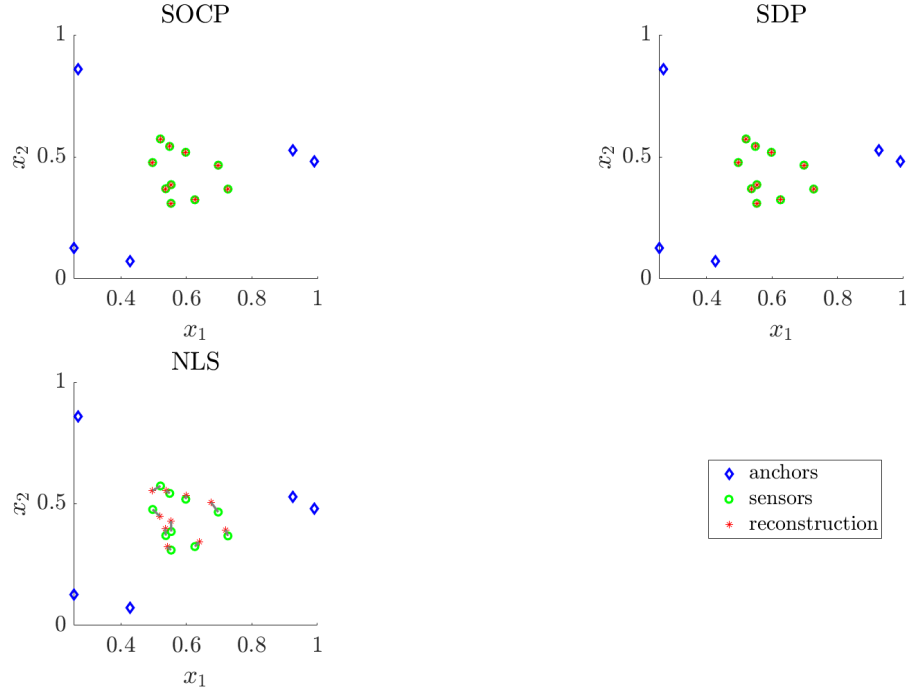 SOCP
1
x₂ 0.5
0
0.4 0.6 0.8 1
x₁
SDP
1
x₂ 0.5
0
0.4 0.6 0.8 1
x₁
NLS
1
x₂ 0.5
0
0.4 0.6 0.8 1
x₁
anchors
sensors
reconstruction